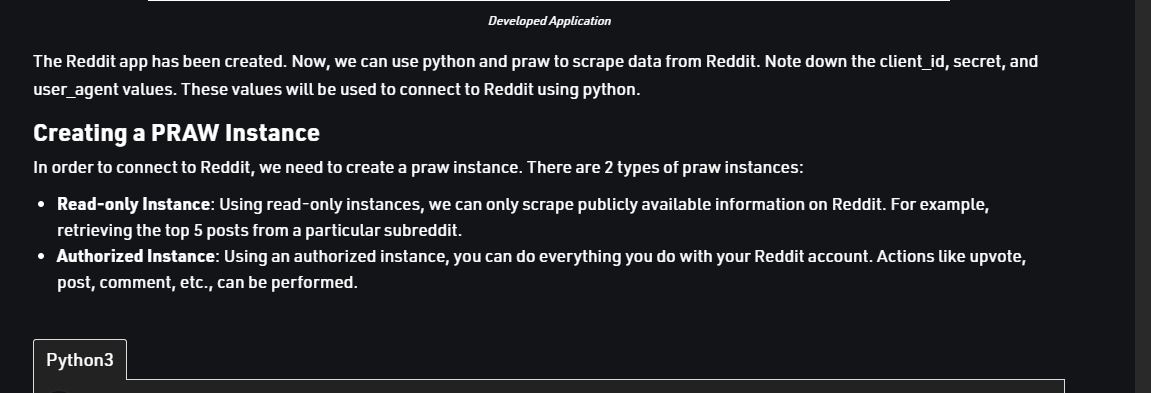 Developed Application
The Reddit app has been created. Now, we can use python and praw to scrape data from Reddit. Note down the client_id, secret, and
user_agent values. These values will be used to connect to Reddit using python.
Creating a PRAW Instance
In order to connect to Reddit, we need to create a praw instance. There are 2 types of praw instances:
• Read-only Instance: Using read-only instances, we can only scrape publicly available information on Reddit. For example,
retrieving the top 5 posts from a particular subreddit.
• Authorized Instance: Using an authorized instance, you can do everything you do with your Reddit account. Actions like upvote,
post, comment, etc., can be performed.
Python3